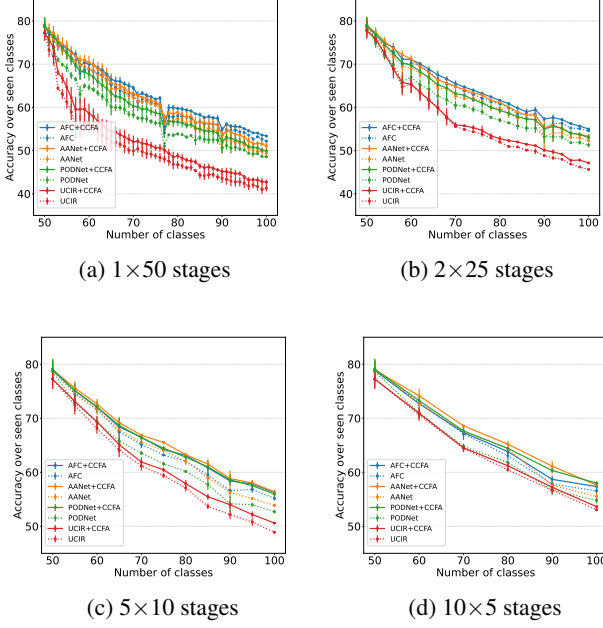 80
70
60
50
40
Accuracy over seen classes
AFC+CCFA
AFC
AANet+CCFA
AANet
PODNet+CCFA
PODNet
UCIR+CCFA
UCIR
50 60 70 80 90 100
Number of classes
(a) 1×50 stages
80
70
60
50
40
Accuracy over seen classes
AFC+CCFA
AFC
AANet+CCFA
AANet
PODNet+CCFA
PODNet
UCIR+CCFA
UCIR
50 60 70 80 90 100
Number of classes
(b) 2×25 stages
80
70
60
50
Accuracy over seen classes
AFC+CCFA
AFC
AANet+CCFA
AANet
PODNet+CCFA
PODNet
UCIR+CCFA
UCIR
50 60 70 80 90 100
Number of classes
(c) 5×10 stages
80
70
60
50
Accuracy over seen classes
AFC+CCFA
AFC
AANet+CCFA
AANet
PODNet+CCFA
PODNet
UCIR+CCFA
UCIR
50 60 70 80 90 100
Number of classes
(d) 10×5 stages